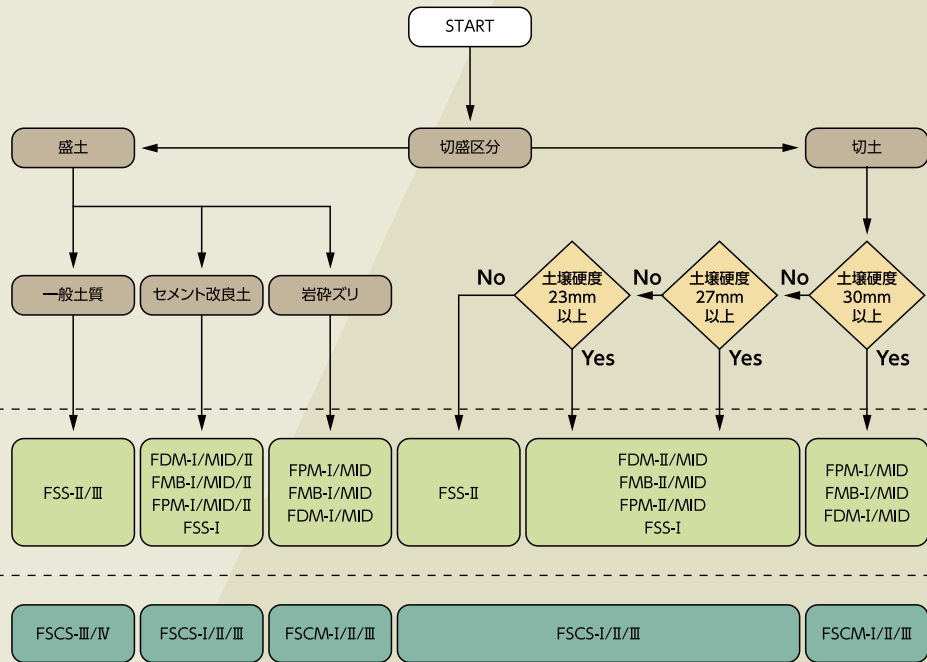 START
盛土
切盛区分
切土
一般土質
セメント改良土
岩砕ズリ
No
土壌硬度
23mm
以上
No
土壌硬度
27mm
以上
No
土壌硬度
30mm
以上
Yes
Yes
Yes
FSS-Ⅱ/Ⅲ
FDM-Ⅰ/MID/Ⅱ
FMB-Ⅰ/MID/Ⅱ
FPM-Ⅰ/MID/Ⅱ
FSS-Ⅰ
FPM-Ⅰ/MID
FMB-Ⅰ/MID
FDM-Ⅰ/MID
FSS-Ⅱ
FDM-Ⅱ/MID
FMB-Ⅱ/MID
FPM-Ⅱ/MID
FSS-Ⅰ
FPM-Ⅰ/MID
FMB-Ⅰ/MID
FDM-Ⅰ/MID
FSCS-Ⅲ/Ⅳ
FSCS-Ⅰ/Ⅱ/Ⅲ
FSCM-Ⅰ/Ⅱ/Ⅲ
FSCS-Ⅰ/Ⅱ/Ⅲ
FSCM-Ⅰ/Ⅱ/Ⅲ